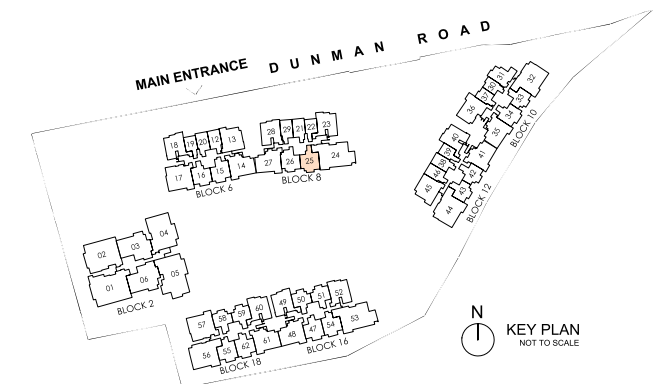 DUNMAN ROAD
MAIN ENTRANCE
18 19 20 12 13
17 16 15 14
BLOCK 6
28 29 21 22 23
27 26 25 24
BLOCK 8
31 32
30
37 33
36 34
35
BLOCK 10
40
39 41
38
46 42
45 43
44
BLOCK 12
04
03
02
05
06
01
BLOCK 2
57 58 59 60
56 55 62 61
BLOCK 18
49 50 51 52
48 47 54 53
BLOCK 16
N
KEY PLAN
NOT TO SCALE